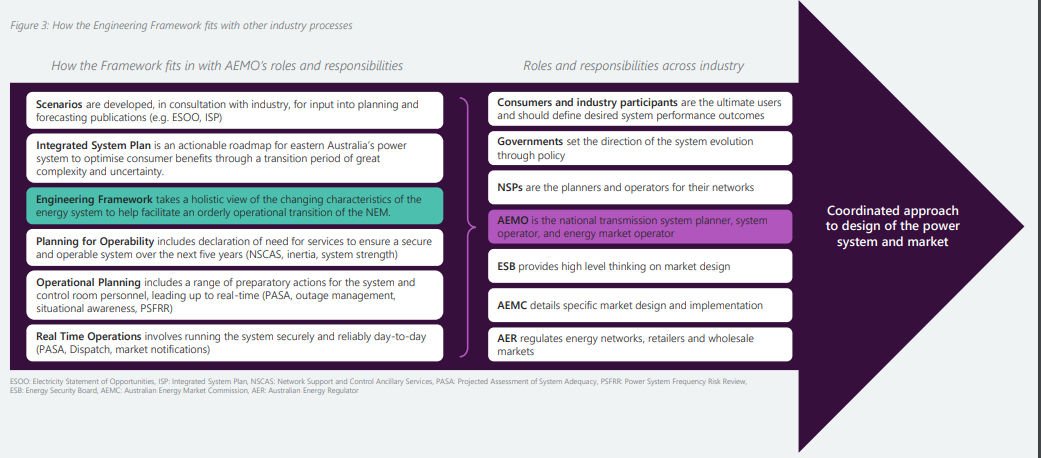 Figure 3: How the Engineering Framework fits with other industry processes
How the Framework fits in with AEMO's roles and responsibilities
Scenarios are developed, in consultation with industry, for input into planning and
forecasting publications (e.g. ESOO, ISP)
Integrated System Plan is an actionable roadmap for eastern Australia's power
system to optimise consumer benefits through a transition period of great
complexity and uncertainty.
Engineering Framework takes a holistic view of the changing characteristics of the
energy system to help facilitate an orderly operational transition of the NEM.
Planning for Operability includes declaration of need for services to ensure a secure
and operable system over the next five years (NSCAS, inertia, system strength)
Operational Planning includes a range of preparatory actions for the system and
control room personnel, leading up to real-time (PASA, outage management,
situational awareness, PSFRR)
Real Time Operations involves running the system securely and reliably day-to-day
(PASA, Dispatch, market notifications)
Roles and responsibilities across industry
Consumers and industry participants are the ultimate users
and should define desired system performance outcomes
Governments set the direction of the system evolution
through policy
NSPs are the planners and operators for their networks
AEMO is the national transmission system planner, system
operator, and energy market operator
ESB provides high level thinking on market design
AEMC details specific market design and implementation
AER regulates energy networks, retailers and wholesale
markets
Coordinated approach
to design of the power
system and market
ESOO: Electricity Statement of Opportunities, ISP: Integrated System Plan, NSCAS: Network Support and Control Ancillary Services, PASA: Projected Assessment of System Adequacy, PSFRR: Power System Frequency Risk Review,
ESB: Energy Security Board, AEMC: Australian Energy Market Commission, AER: Australian Energy Regulator